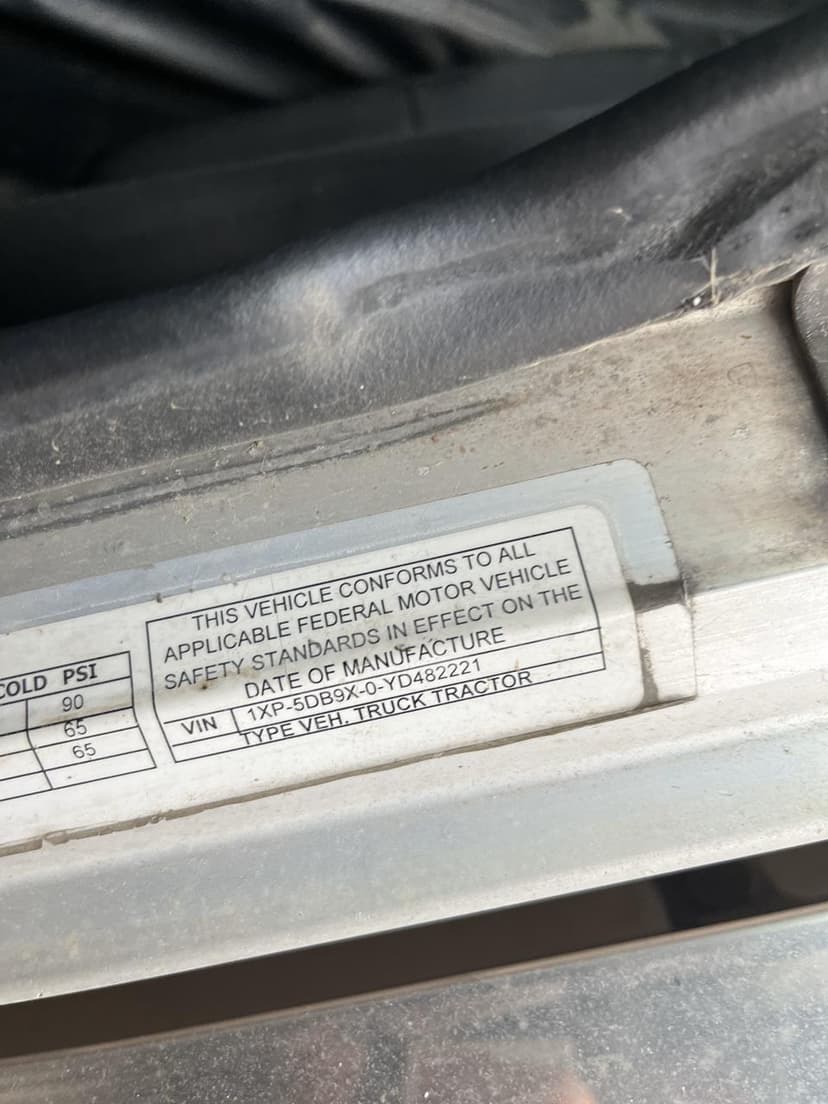 COLD PSI
90
65
65
THIS VEHICLE CONFORMS TO ALL
APPLICABLE FEDERAL MOTOR VEHICLE
SAFETY STANDARDS IN EFFECT ON THE
DATE OF MANUFACTURE
VIN 1XP-5DB9X-0-YD482221
TYPE VEH. TRUCK TRACTOR